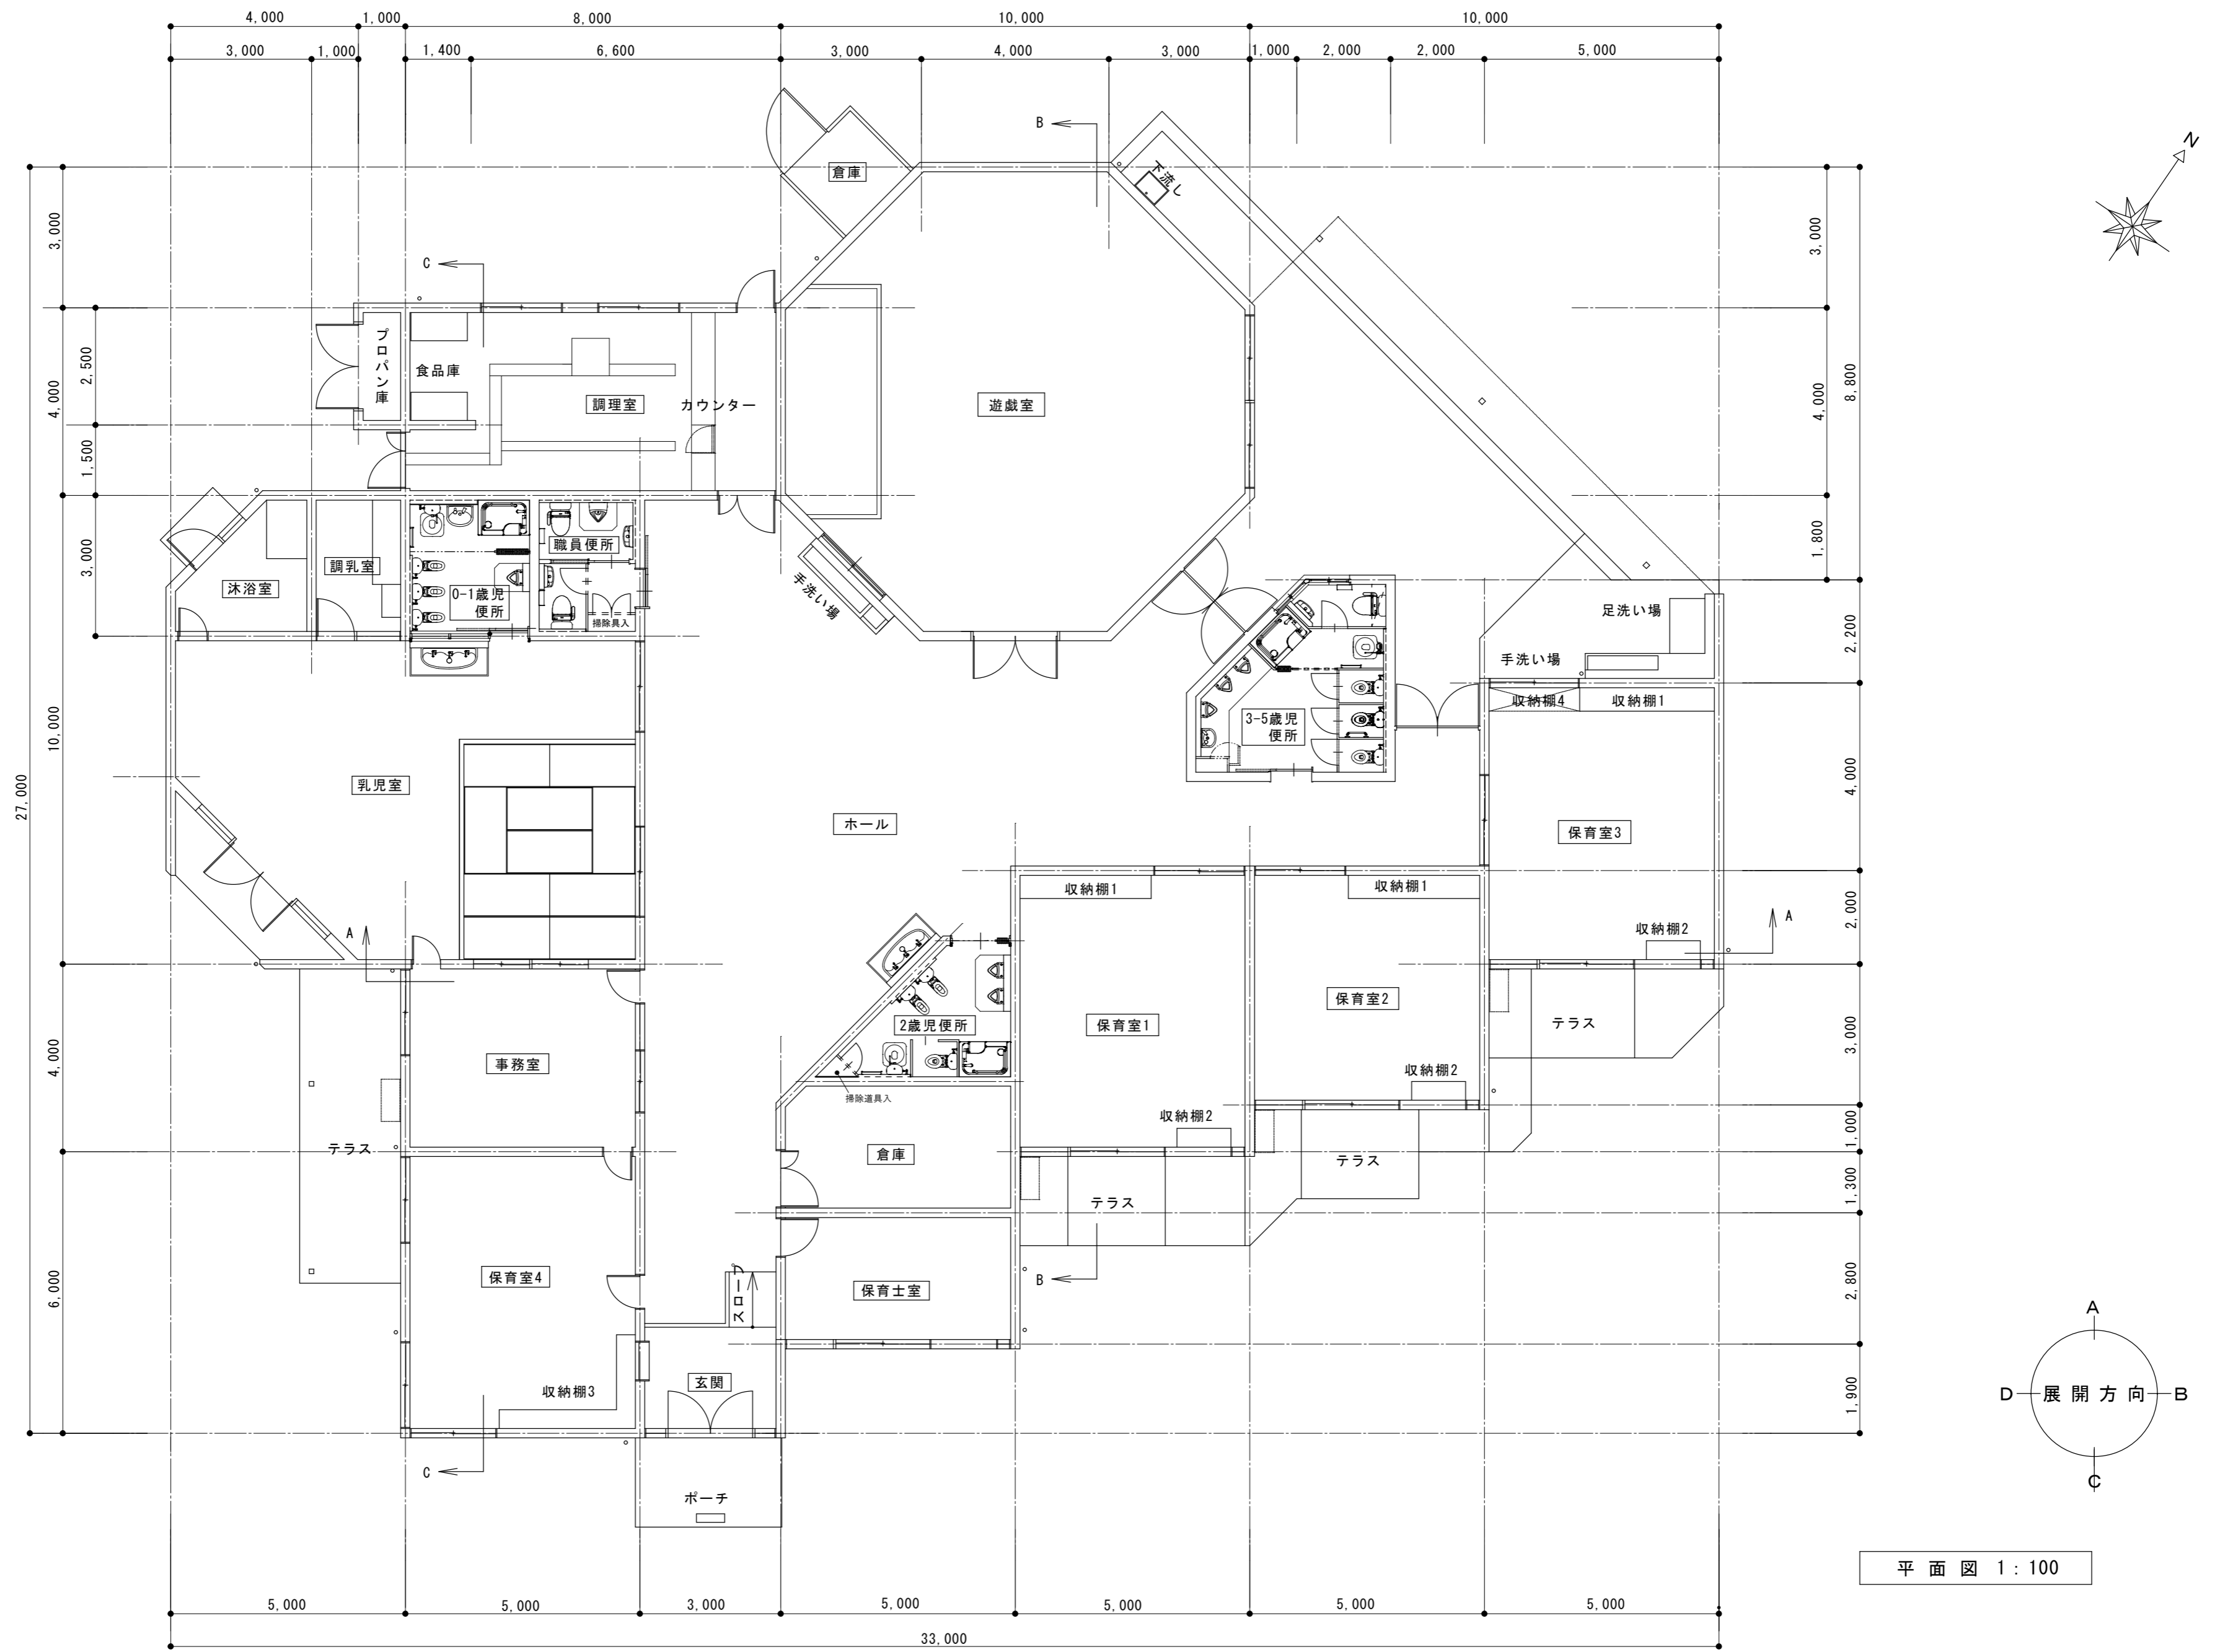 4,000 1,000 8,000 10,000 10,000
3,000 1,000 1,400 6,600 3,000 4,000 3,000 1,000 2,000 2,000 5,000
N
B
倉庫
下流し
C
プロパン庫
食品庫
調理室
カウンター
遊戯室
沐浴室
調乳室
0-1歳児
便所
職員便所
掃除具入
手洗い場
足洗い場
手洗い場
3-5歳児
便所
収納棚4
収納棚1
乳児室
ホール
保育室3
収納棚1
収納棚1
収納棚2
A
A
保育室1
保育室2
2歳児便所
テラス
事務室
収納棚2
掃除道具入
収納棚2
テラス
倉庫
テラス
テラス
保育室4
スロープ
保育士室
B
収納棚3
玄関
C
ポーチ
27,000
3,000
4,000
10,000
4,000
6,000
2,500
1,500
3,000
3,000
4,000
1,800
8,800
2,200
4,000
2,000
3,000
1,000
1,300
2,800
1,900
A
D 展開方向 B
C
平面図 1:100
5,000 5,000 3,000 5,000 5,000 5,000 5,000
33,000